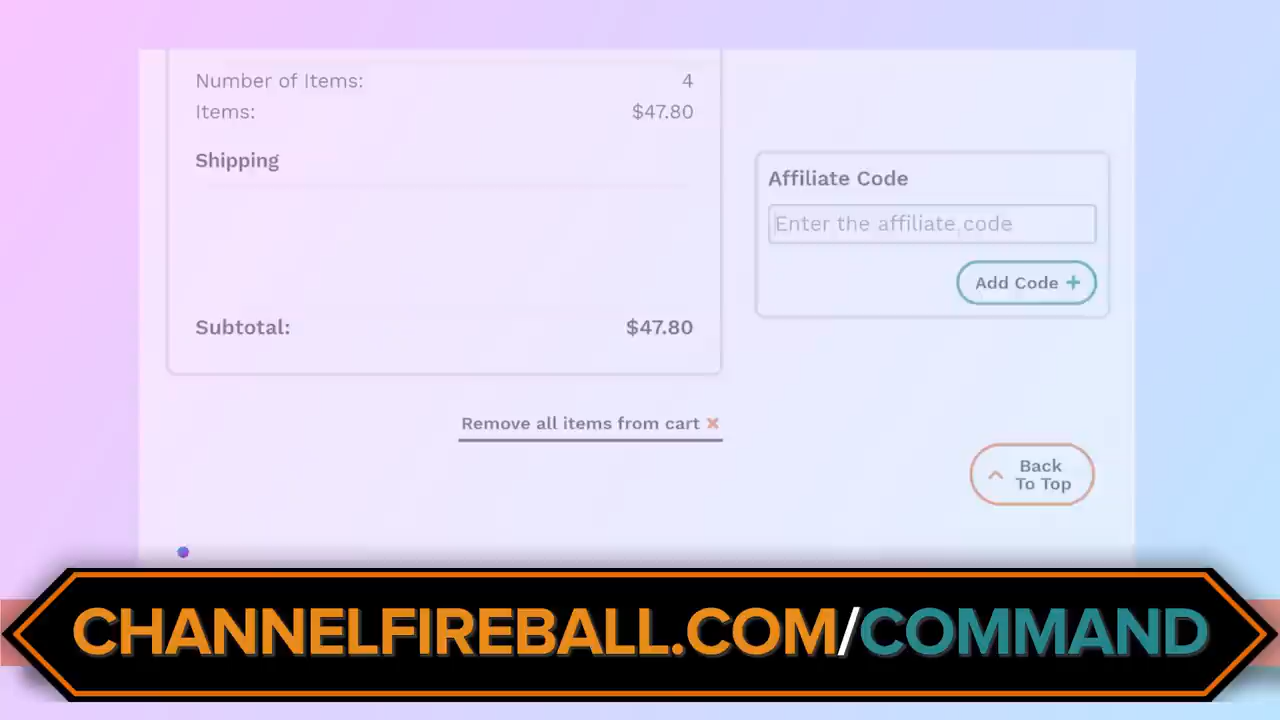 Number of Items: 4
Items: $47.80
Shipping
Subtotal: $47.80
Remove all items from cart
Affiliate Code
Enter the affiliate code
Add Code +
Back
To Top
CHANNELFIREBALL.COM/COMMAND